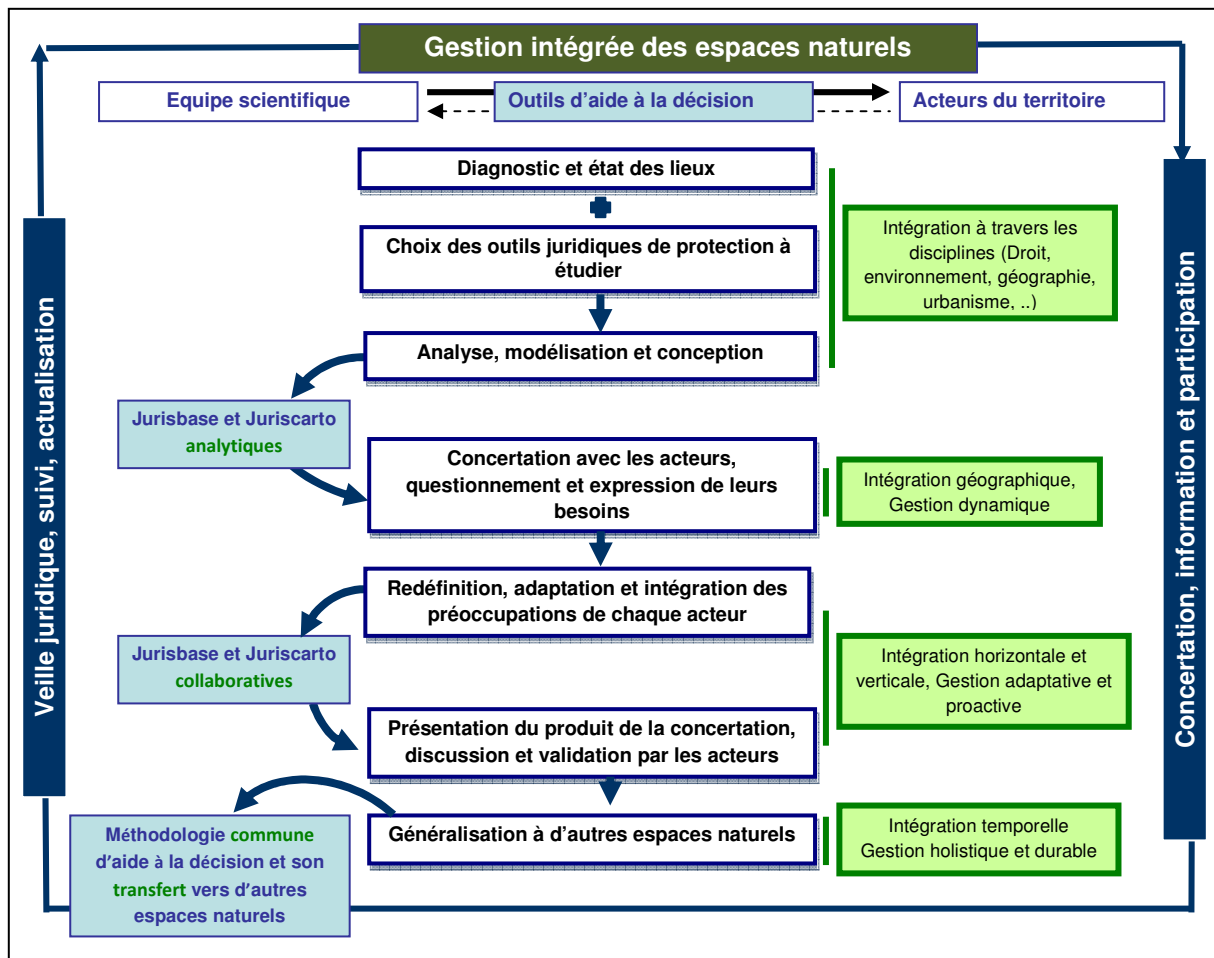 Gestion intégrée des espaces naturels
Equipe scientifique
Outils d'aide à la décision
Acteurs du territoire
Diagnostic et état des lieux
Choix des outils juridiques de protection à
étudier
Intégration à travers les
disciplines (Droit,
environnement, géographie,
urbanisme, ..)
Analyse, modélisation et conception
Jurisbase et Juriscarto
analytiques
Concertation avec les acteurs,
questionnement et expression de leurs
besoins
Intégration géographique,
Gestion dynamique
Redéfinition, adaptation et intégration des
préoccupations de chaque acteur
Jurisbase et Juriscarto
collaboratives
Intégration horizontale et
verticale, Gestion adaptative et
proactive
Présentation du produit de la concertation,
discussion et validation par les acteurs
Méthodologie commune
d'aide à la décision et son
transfert vers d'autres
espaces naturels
Généralisation à d'autres espaces naturels
Intégration temporelle
Gestion holistique et durable
Veille juridique, suivi, actualisation
Concertation, information et participation